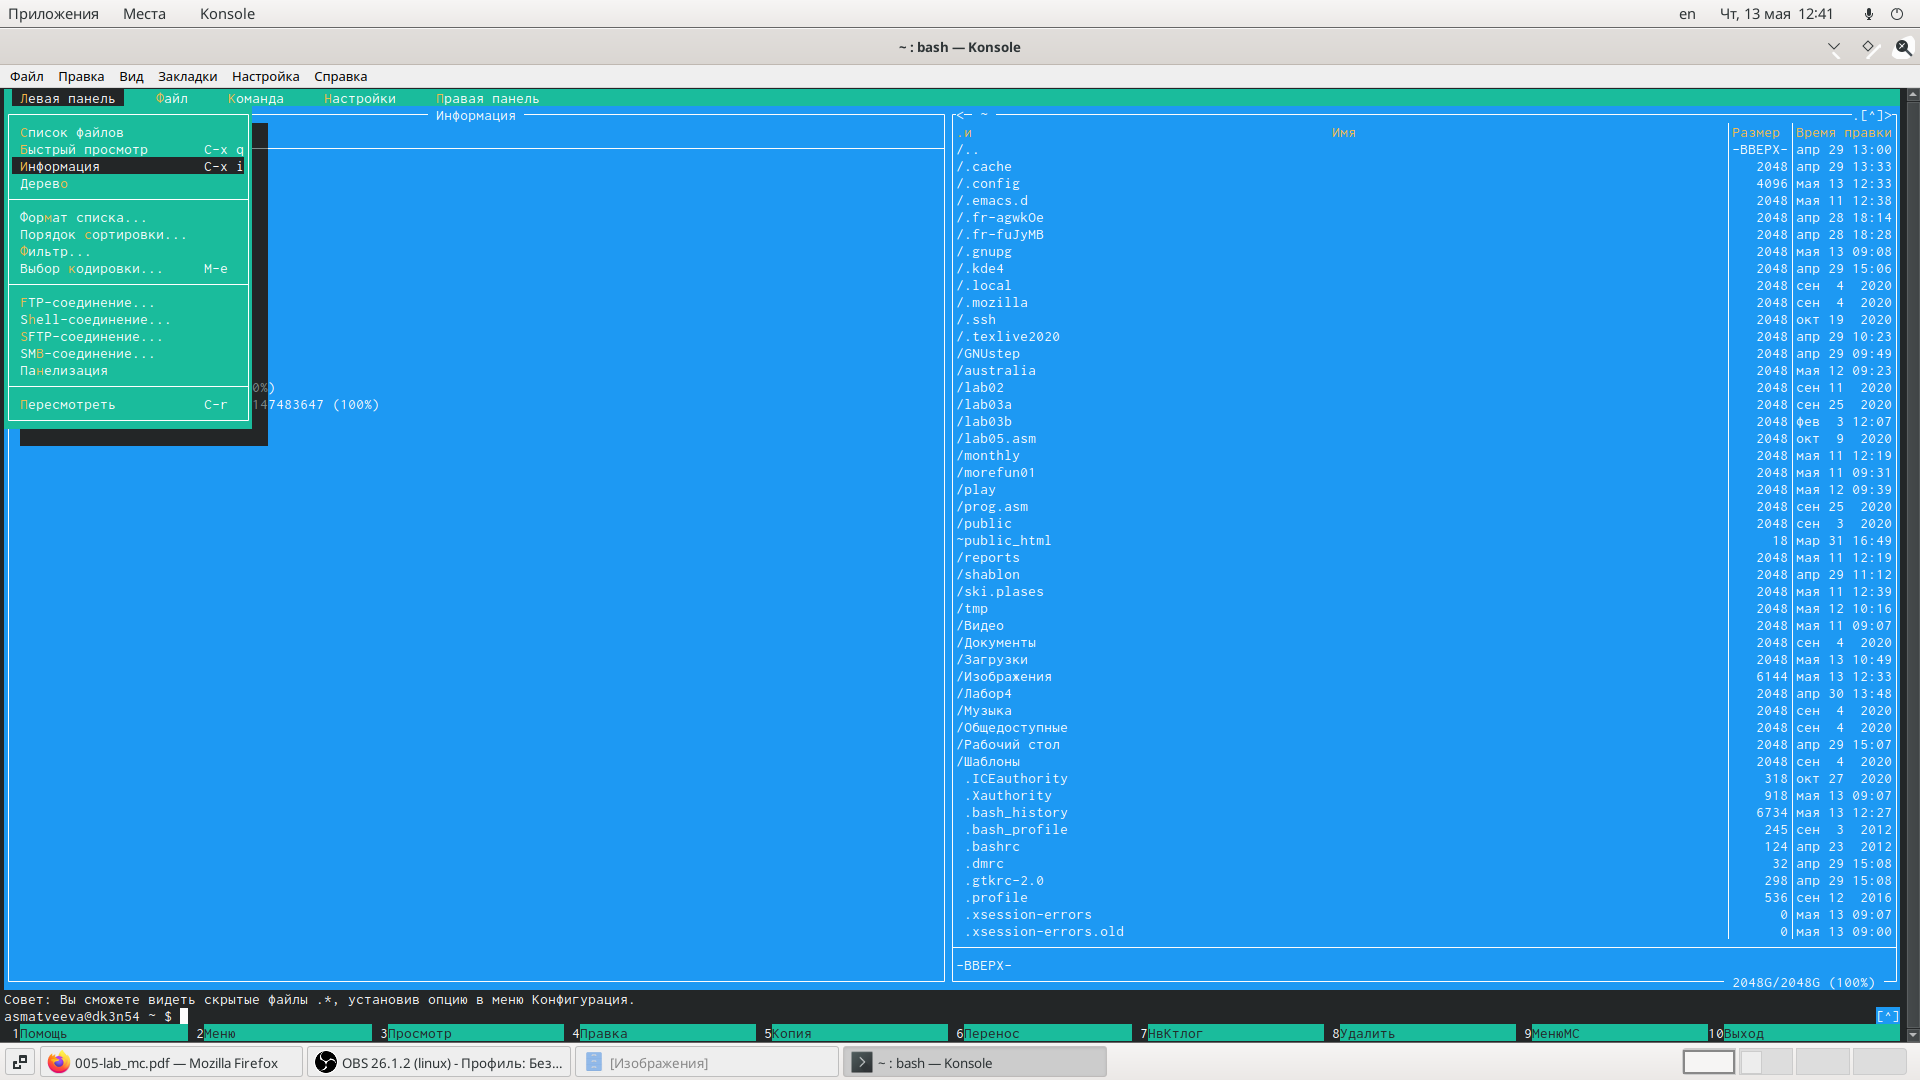 Приложения Места Konsole en Чт, 13 мая 12:41
~ : bash — Konsole
Файл Правка Вид Закладки Настройка Справка
Левая панель Файл Команда Настройки Правая панель
Информация
Список файлов
Быстрый просмотр C-x q
Информация C-x i
Дерево
Формат списка...
Порядок сортировки...
Фильтр...
Выбор кодировки... M-e
FTP-соединение...
Shell-соединение...
SFTP-соединение...
SMB-соединение...
Панелизация
Пересмотреть C-r
0%)
147483647 (100%)
<─ ~ .[^]>
.и Имя Размер Время правки
/.. -ВВЕРХ- апр 29 13:00
/.cache 2048 апр 29 13:33
/.config 4096 мая 13 12:33
/.emacs.d 2048 мая 11 12:38
/.fr-agwkOe 2048 апр 28 18:14
/.fr-fuJyMB 2048 апр 28 18:28
/.gnupg 2048 мая 13 09:08
/.kde4 2048 апр 29 15:06
/.local 2048 сен 4 2020
/.mozilla 2048 сен 4 2020
/.ssh 2048 окт 19 2020
/.texlive2020 2048 апр 29 10:23
/GNUstep 2048 апр 29 09:49
/australia 2048 мая 12 09:23
/lab02 2048 сен 11 2020
/lab03a 2048 сен 25 2020
/lab03b 2048 фев 3 12:07
/lab05.asm 2048 окт 9 2020
/monthly 2048 мая 11 12:19
/morefun01 2048 мая 11 09:31
/play 2048 мая 12 09:39
/prog.asm 2048 сен 25 2020
/public 2048 сен 3 2020
~public_html 18 мар 31 16:49
/reports 2048 мая 11 12:19
/shablon 2048 апр 29 11:12
/ski.plases 2048 мая 11 12:39
/tmp 2048 мая 12 10:16
/Видео 2048 мая 11 09:07
/Документы 2048 сен 4 2020
/Загрузки 2048 мая 13 10:49
/Изображения 6144 мая 13 12:33
/Лабор4 2048 апр 30 13:48
/Музыка 2048 сен 4 2020
/Общедоступные 2048 сен 4 2020
/Рабочий стол 2048 апр 29 15:07
/Шаблоны 2048 сен 4 2020
.ICEauthority 318 окт 27 2020
.Xauthority 918 мая 13 09:07
.bash_history 6734 мая 13 12:27
.bash_profile 245 сен 3 2012
.bashrc 124 апр 23 2012
.dmrc 32 апр 29 15:08
.gtkrc-2.0 298 апр 29 15:08
.profile 536 сен 12 2016
.xsession-errors 0 мая 13 09:07
.xsession-errors.old 0 мая 13 09:00
-ВВЕРХ-
2048G/2048G (100%)
Совет: Вы сможете видеть скрытые файлы .*, установив опцию в меню Конфигурация.
asmatveeva@dk3n54 ~ $ [^]
1Помощь 2Меню 3Просмотр 4Правка 5Копия 6Перенос 7НвКтлог 8Удалить 9МенюМС 10Выход
005-lab_mc.pdf — Mozilla Firefox OBS 26.1.2 (linux) - Профиль: Без... [Изображения] ~ : bash — Konsole